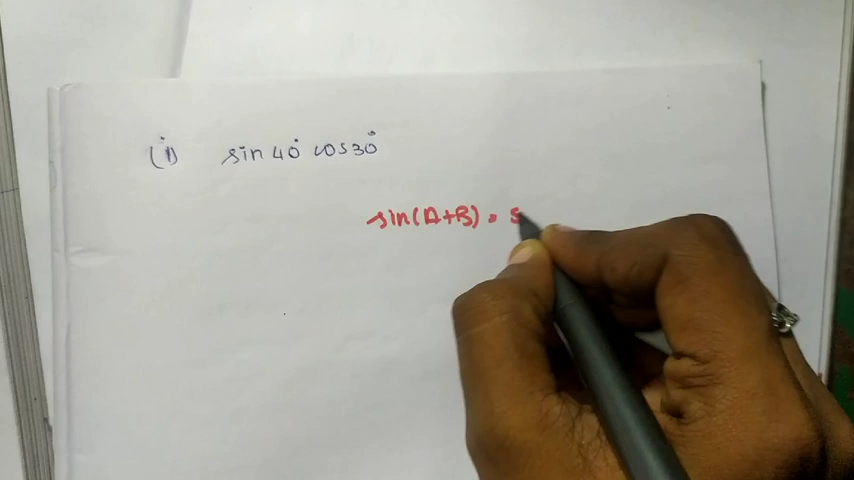 (i) sin 40° cos 30°
sin(A+B) = s